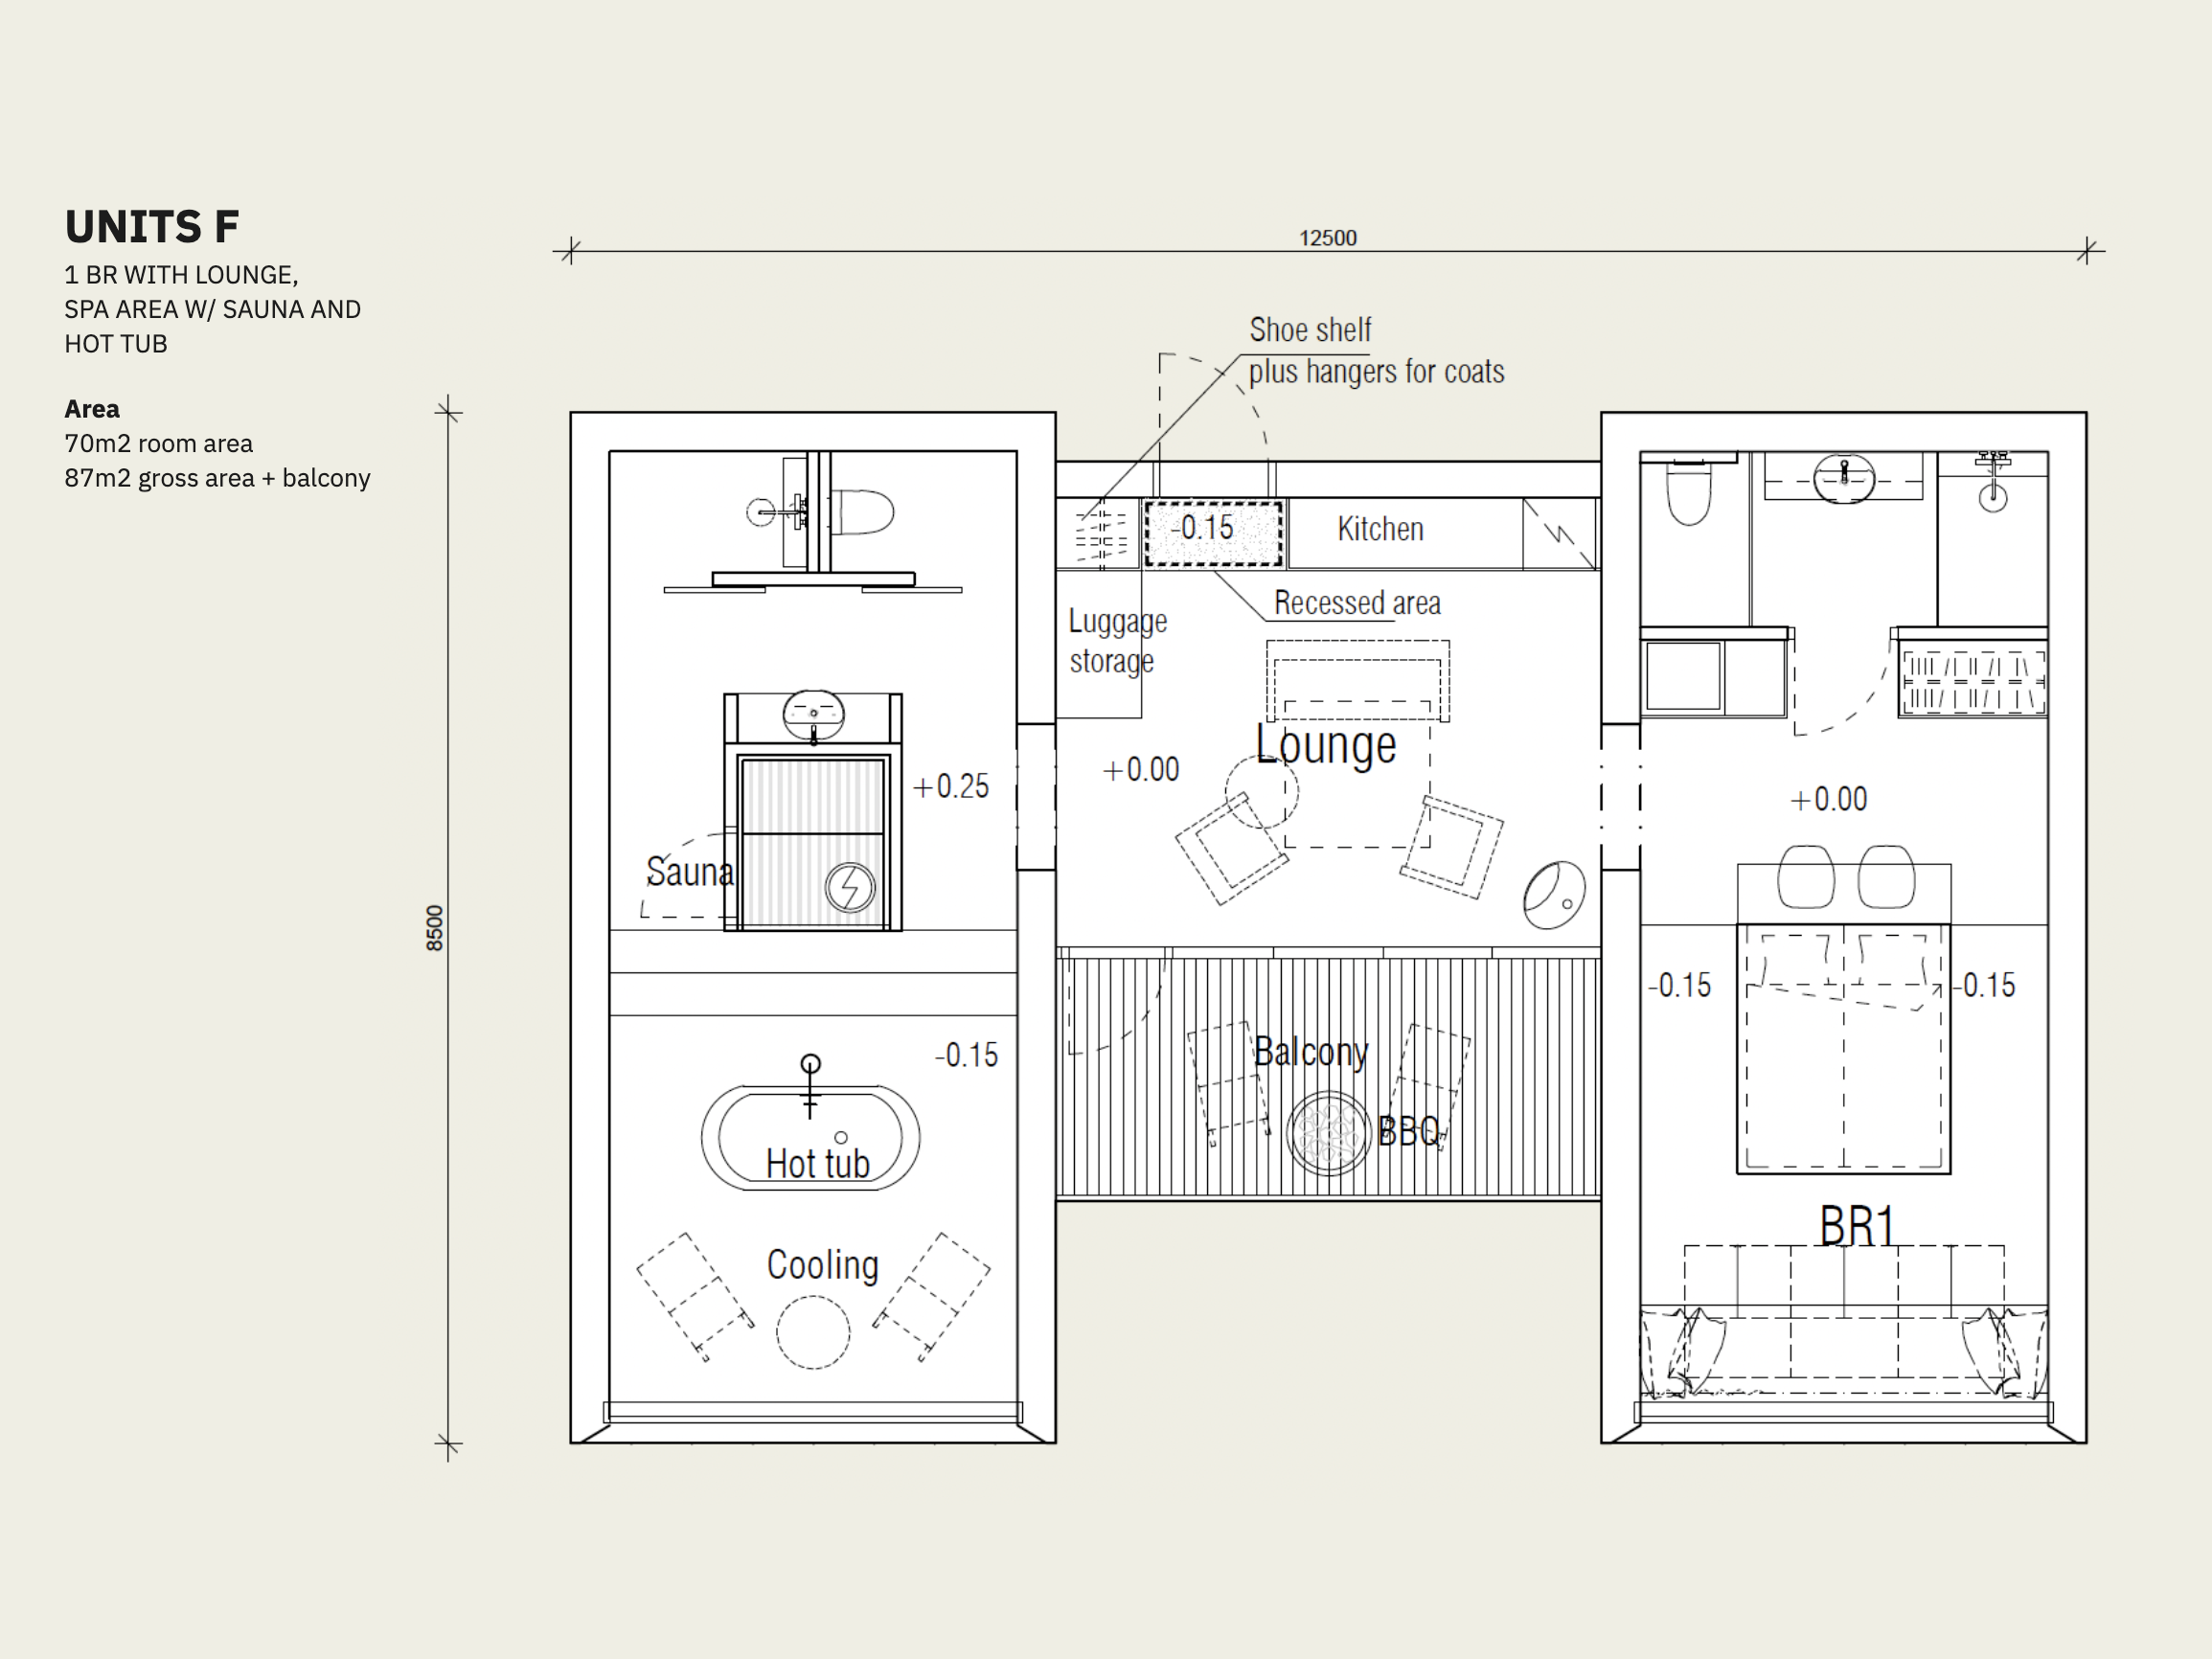 UNITS F
1 BR WITH LOUNGE,
SPA AREA W/ SAUNA AND
HOT TUB
Area
70m2 room area
87m2 gross area + balcony
12500
8500
Shoe shelf
plus hangers for coats
-0.15
Kitchen
Recessed area
Luggage
storage
Lounge
+0.00
+0.25
Sauna
+0.00
-0.15
-0.15
-0.15
Balcony
BBQ
Hot tub
Cooling
BR1